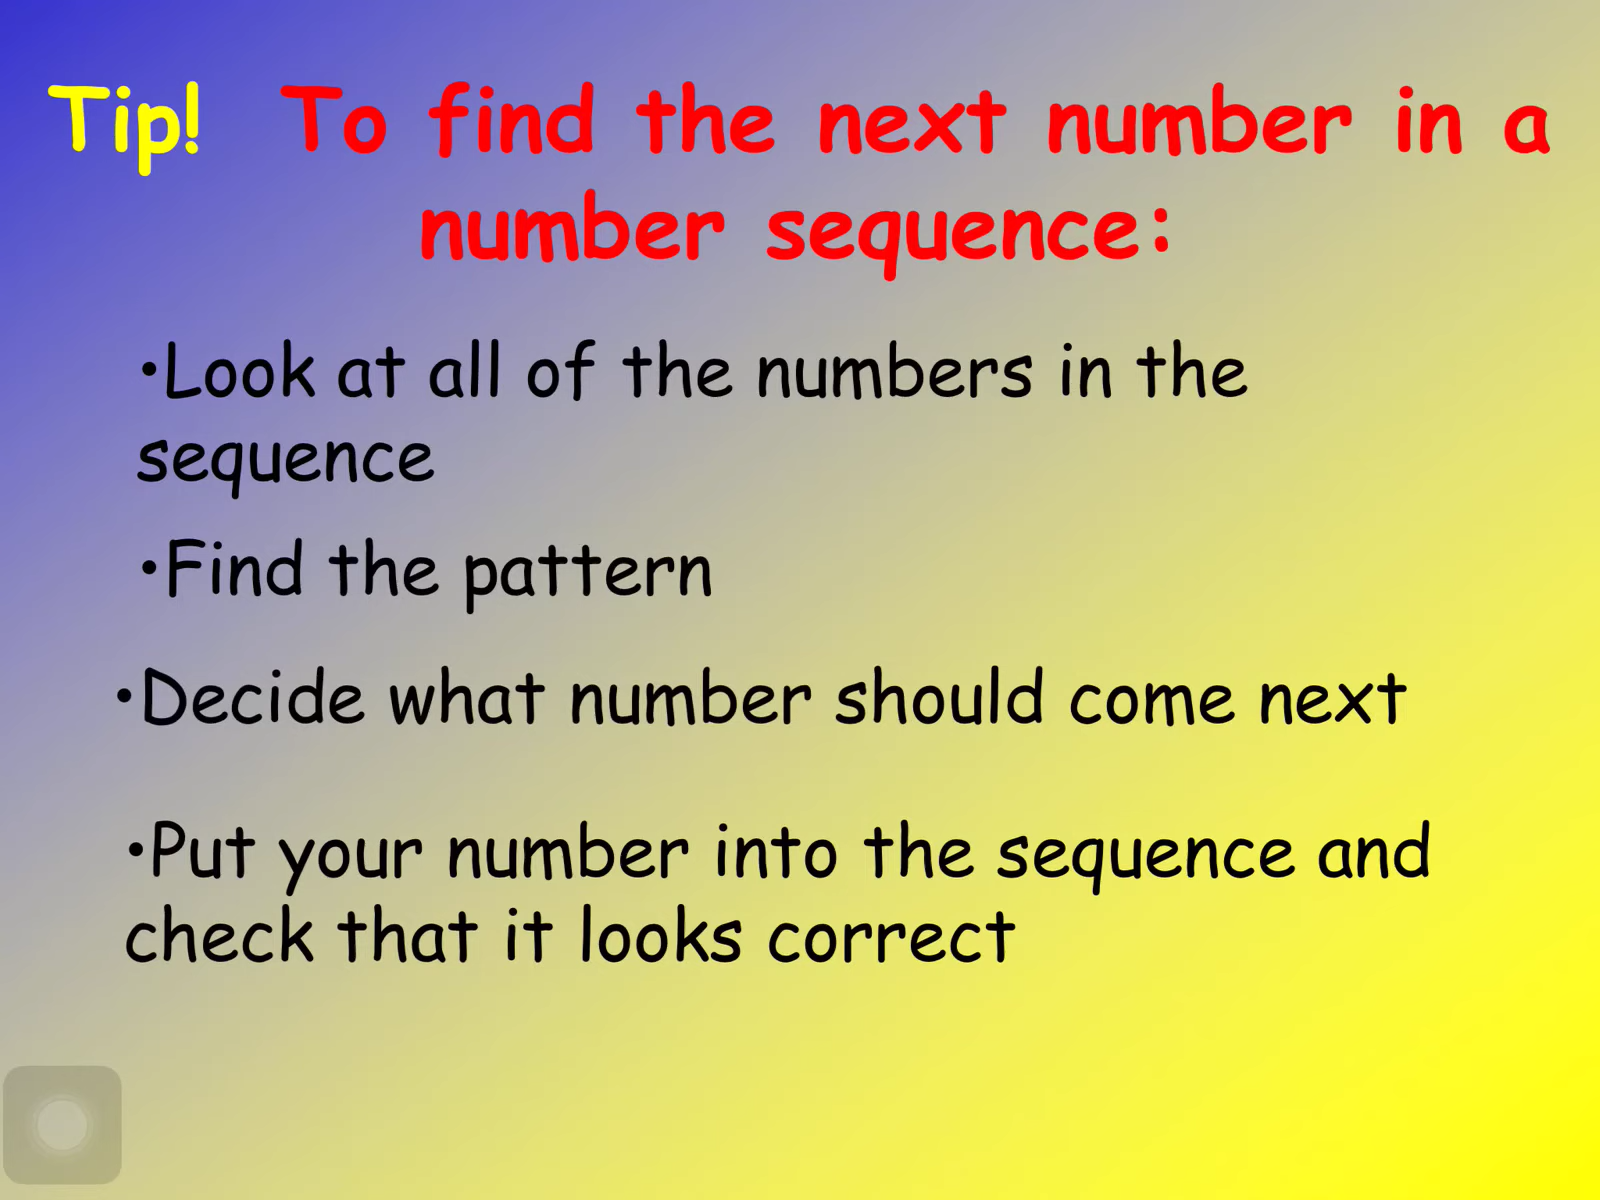 Tip! To find the next number in a
number sequence:
•Look at all of the numbers in the
sequence
•Find the pattern
•Decide what number should come next
•Put your number into the sequence and
check that it looks correct